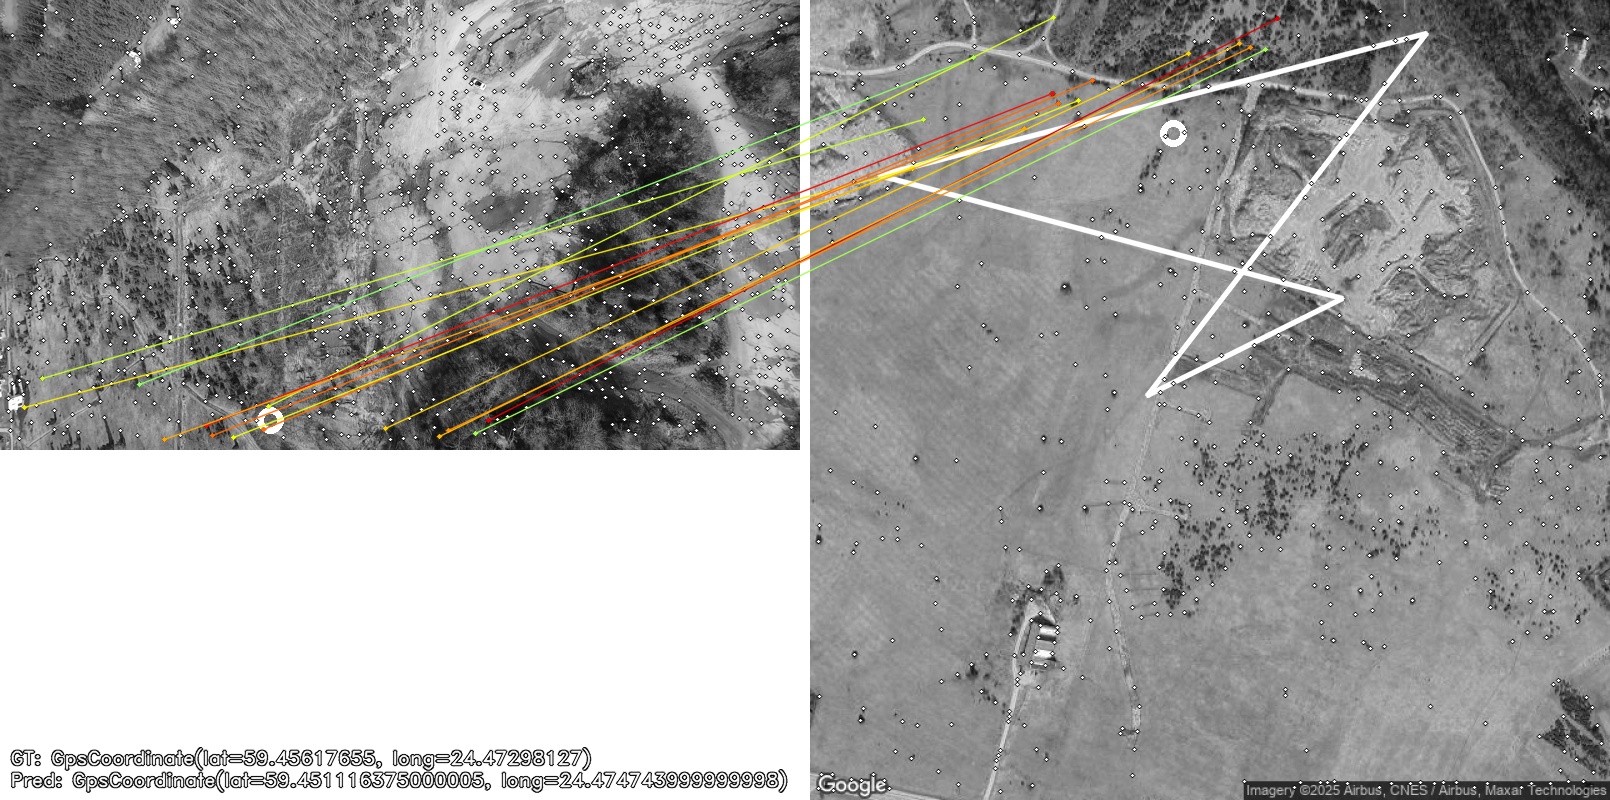 GT: GpsCoordinate(lat=59.45617655, long=24.47298127)
Pred: GpsCoordinate(lat=59.451116375000005, long=24.474743999999998)
Google
Imagery ©2025 Airbus, CNES / Airbus, Maxar Technologies